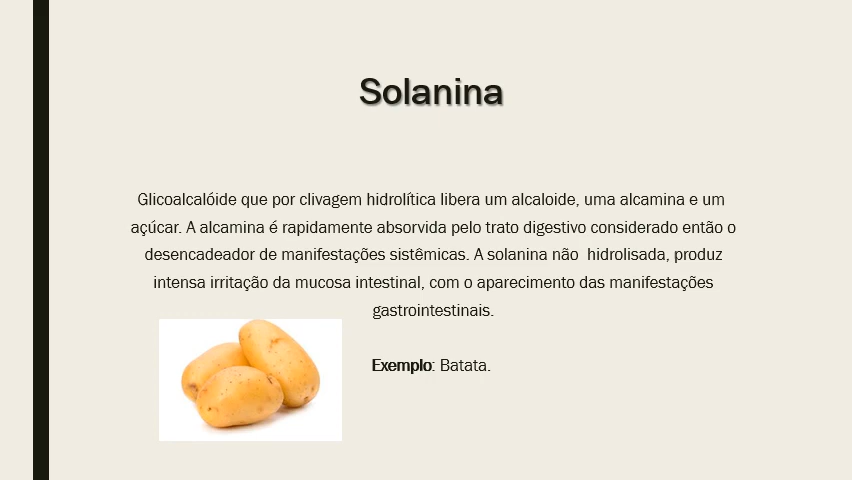 Solanina
Glicoalcalóide que por clivagem hidrolítica libera um alcaloide, uma alcamina e um
açúcar. A alcamina é rapidamente absorvida pelo trato digestivo considerado então o
desencadeador de manifestações sistêmicas. A solanina não  hidrolisada, produz
intensa irritação da mucosa intestinal, com o aparecimento das manifestações
gastrointestinais.
Exemplo: Batata.